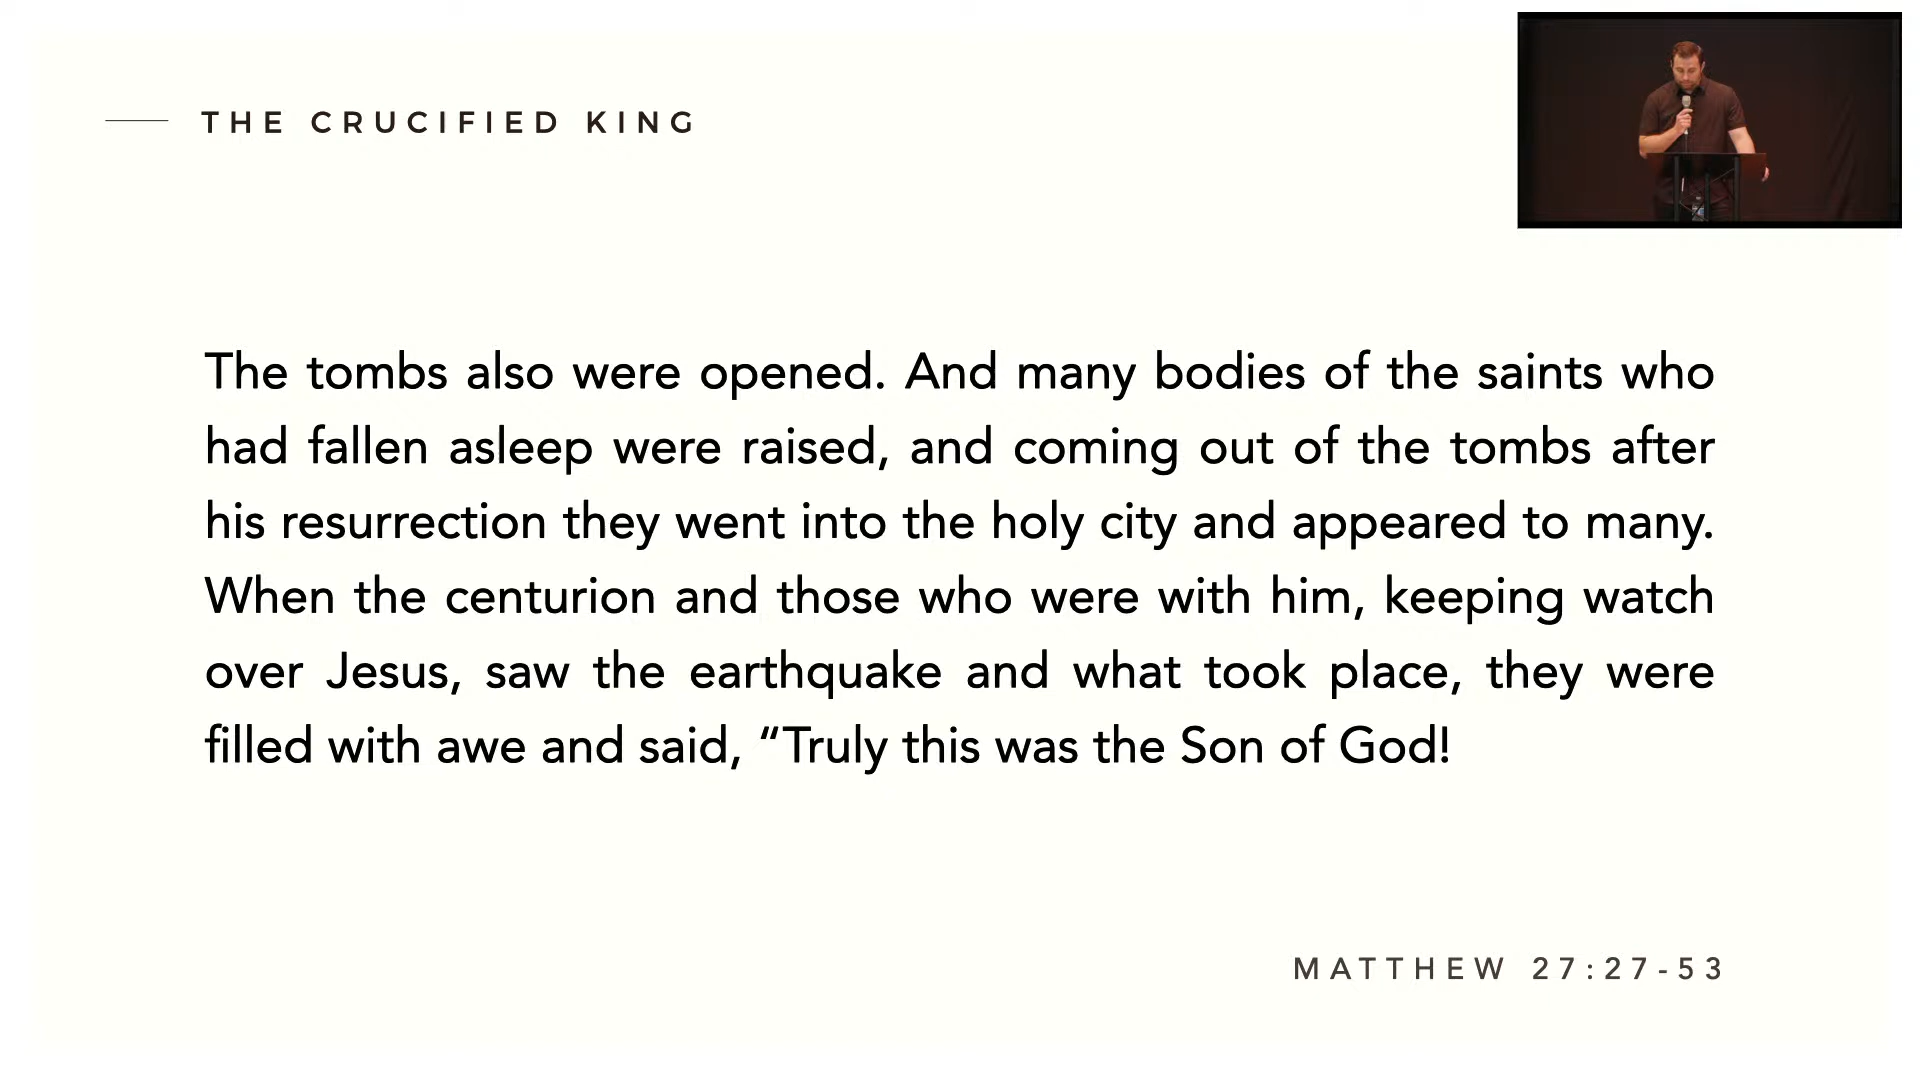 THE CRUCIFIED KING
The tombs also were opened. And many bodies of the saints who
had fallen asleep were raised, and coming out of the tombs after
his resurrection they went into the holy city and appeared to many.
When the centurion and those who were with him, keeping watch
over Jesus, saw the earthquake and what took place, they were
filled with awe and said, “Truly this was the Son of God!
MATTHEW 27:27-53